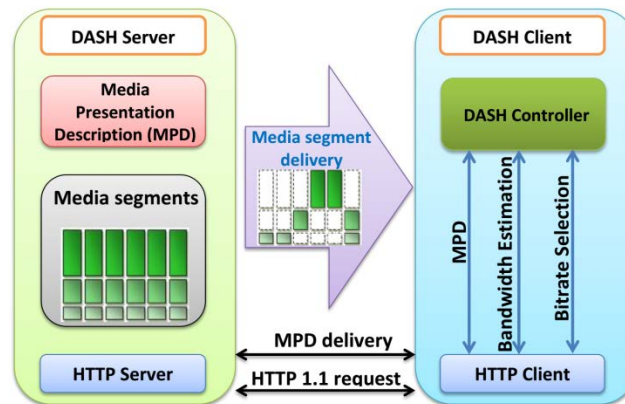 DASH Server
Media
Presentation
Description (MPD)
Media segments
HTTP Server
Media segment
delivery
MPD delivery
HTTP 1.1 request
DASH Client
DASH Controller
MPD
Bandwidth Estimation
Bitrate Selection
HTTP Client